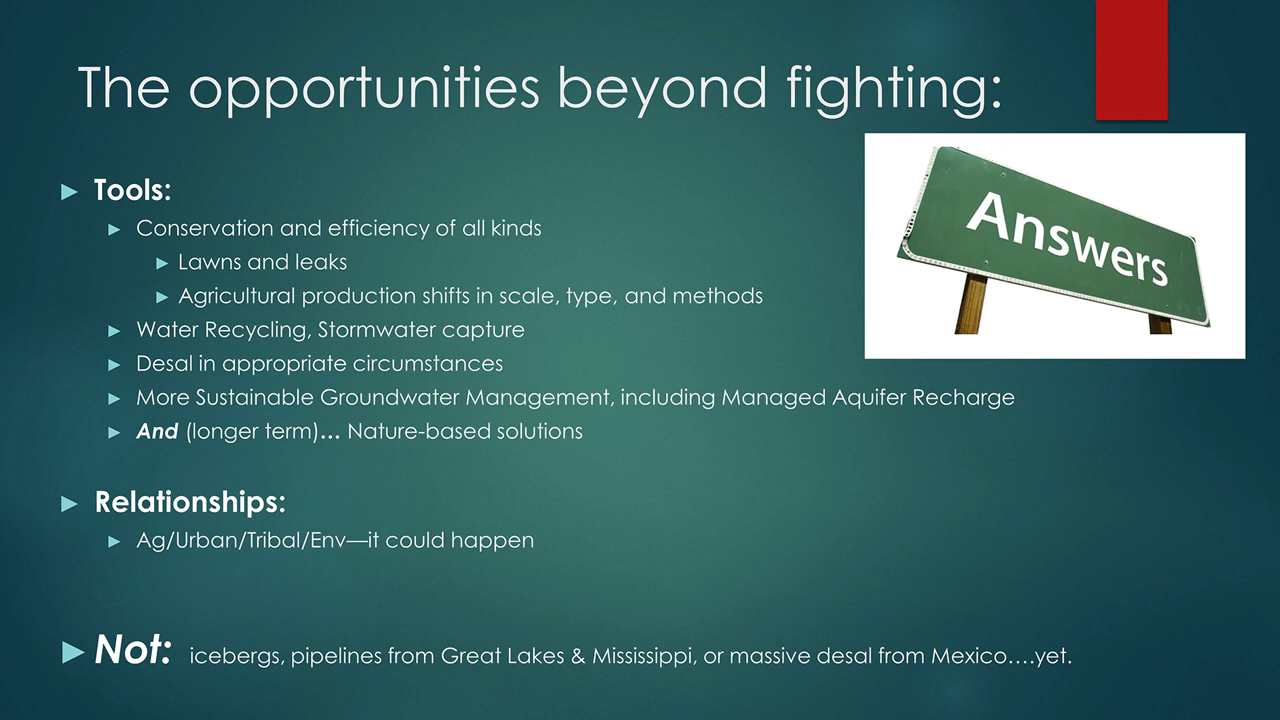 The opportunities beyond fighting:
Answers
Tools:
Conservation and efficiency of all kinds
Lawns and leaks
Agricultural production shifts in scale, type, and methods
Water Recycling, Stormwater capture
Desal in appropriate circumstances
More Sustainable Groundwater Management, including Managed Aquifer Recharge
And (longer term)… Nature-based solutions
Relationships:
Ag/Urban/Tribal/Env—it could happen
Not: icebergs, pipelines from Great Lakes & Mississippi, or massive desal from Mexico….yet.